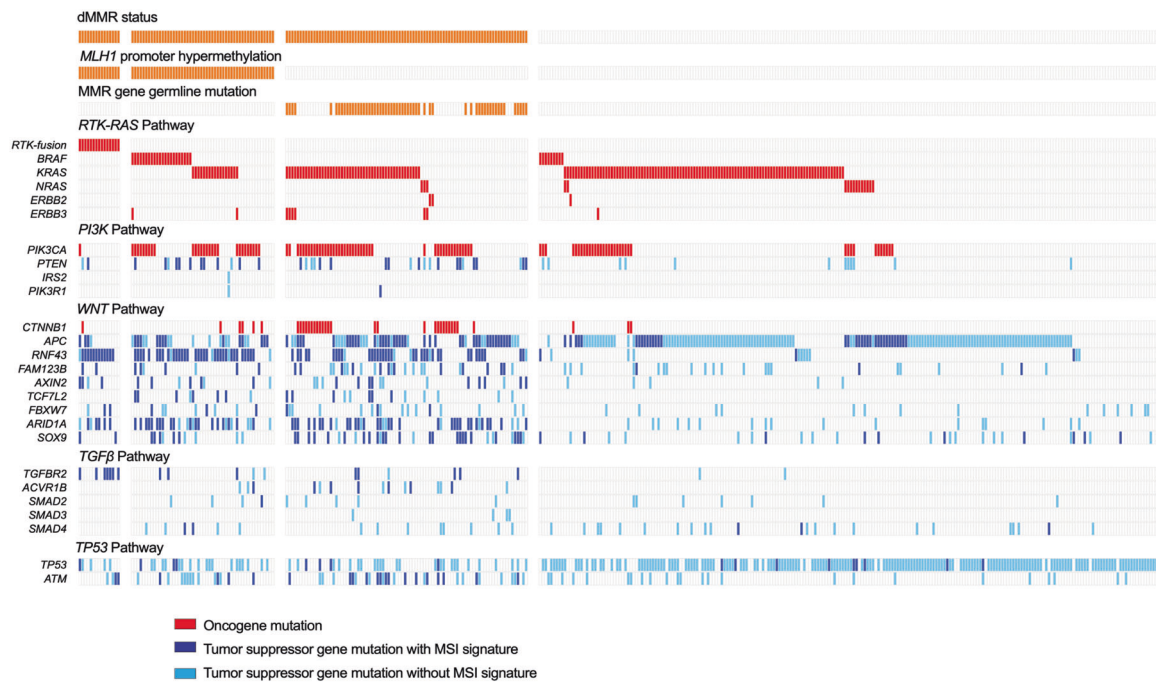 dMMR status
MLH1 promoter hypermethylation
MMR gene germline mutation
RTK-RAS Pathway
RTK-fusion
BRAF
KRAS
NRAS
ERBB2
ERBB3
PI3K Pathway
PIK3CA
PTEN
IRS2
PIK3R1
WNT Pathway
CTNNB1
APC
RNF43
FAM123B
AXIN2
TCF7L2
FBXW7
ARID1A
SOX9
TGFβ Pathway
TGFBR2
ACVR1B
SMAD2
SMAD3
SMAD4
TP53 Pathway
TP53
ATM
Oncogene mutation
Tumor suppressor gene mutation with MSI signature
Tumor suppressor gene mutation without MSI signature